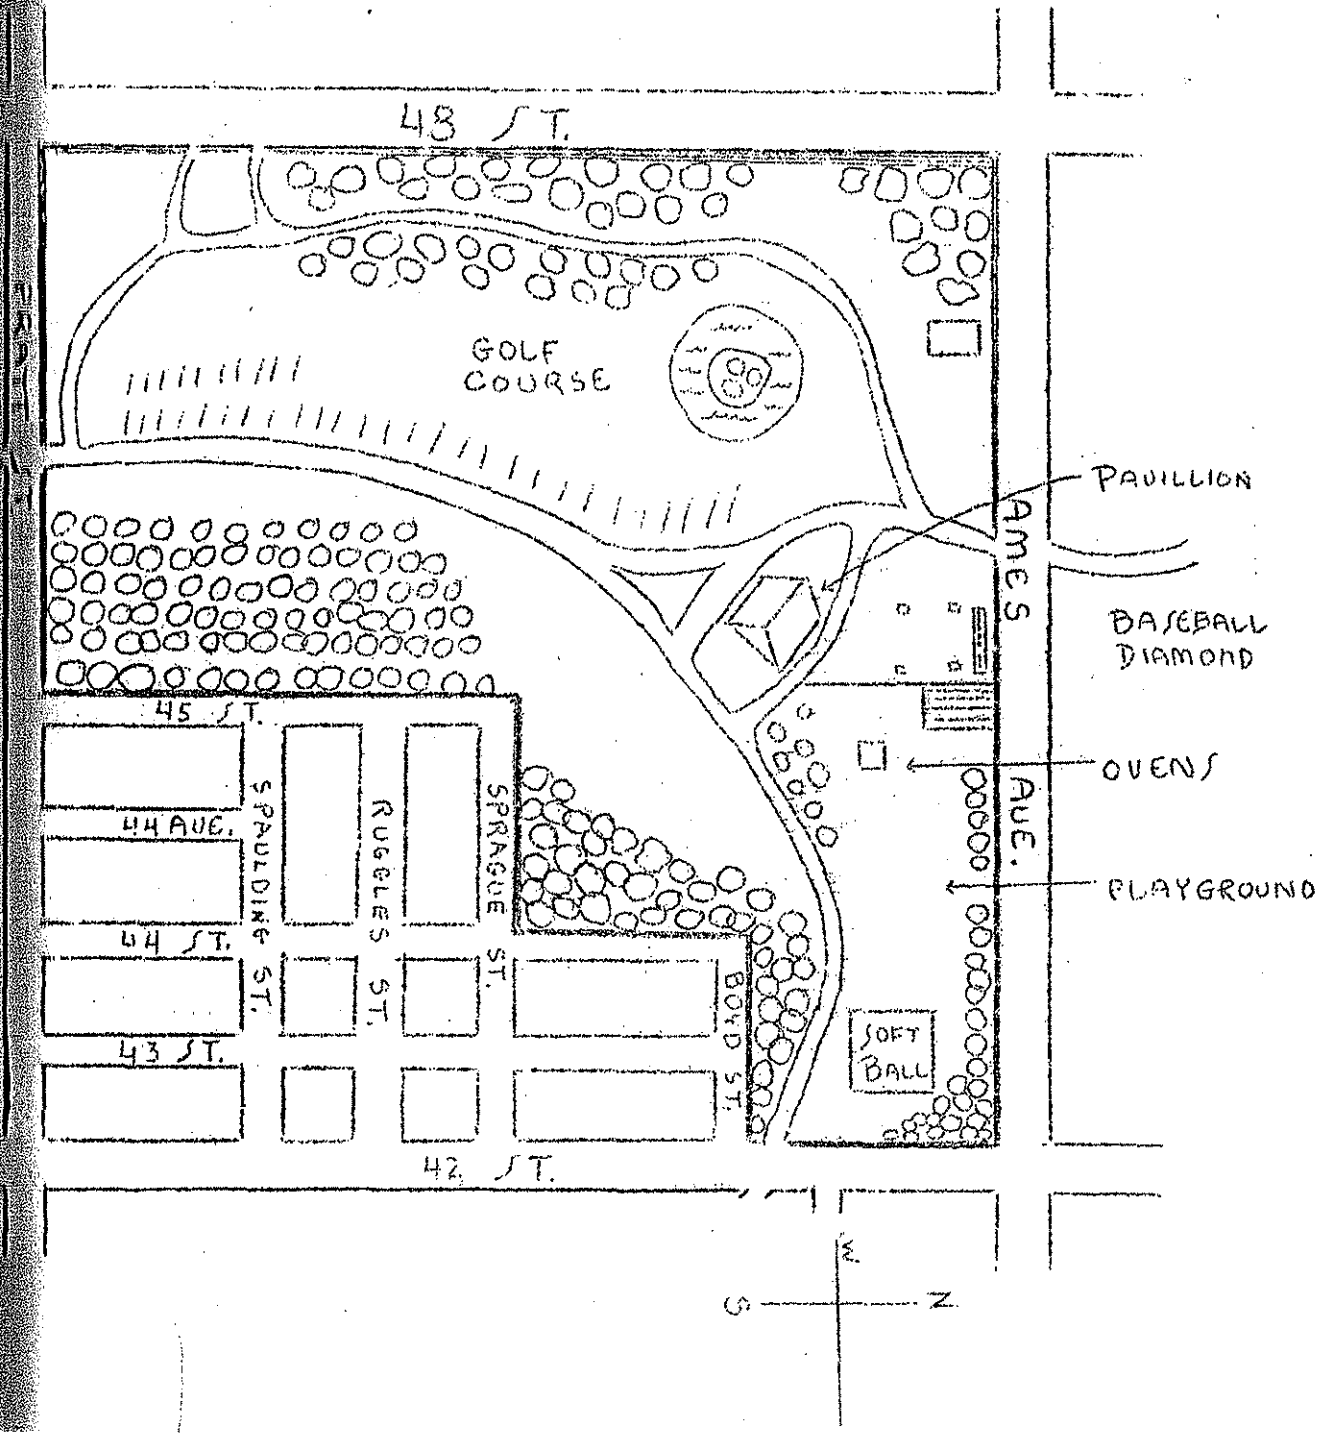 48 ST.
GOLF
COURSE
PAVILLION
AMES AVE.
BASEBALL
DIAMOND
45 ST.
OVENS
44 AVE.
SPAULDING ST.
RUGGLES ST.
SPRAGUE ST.
PLAYGROUND
44 ST.
BOYD ST.
SOFT
BALL
43 ST.
42 ST.
W
S
N